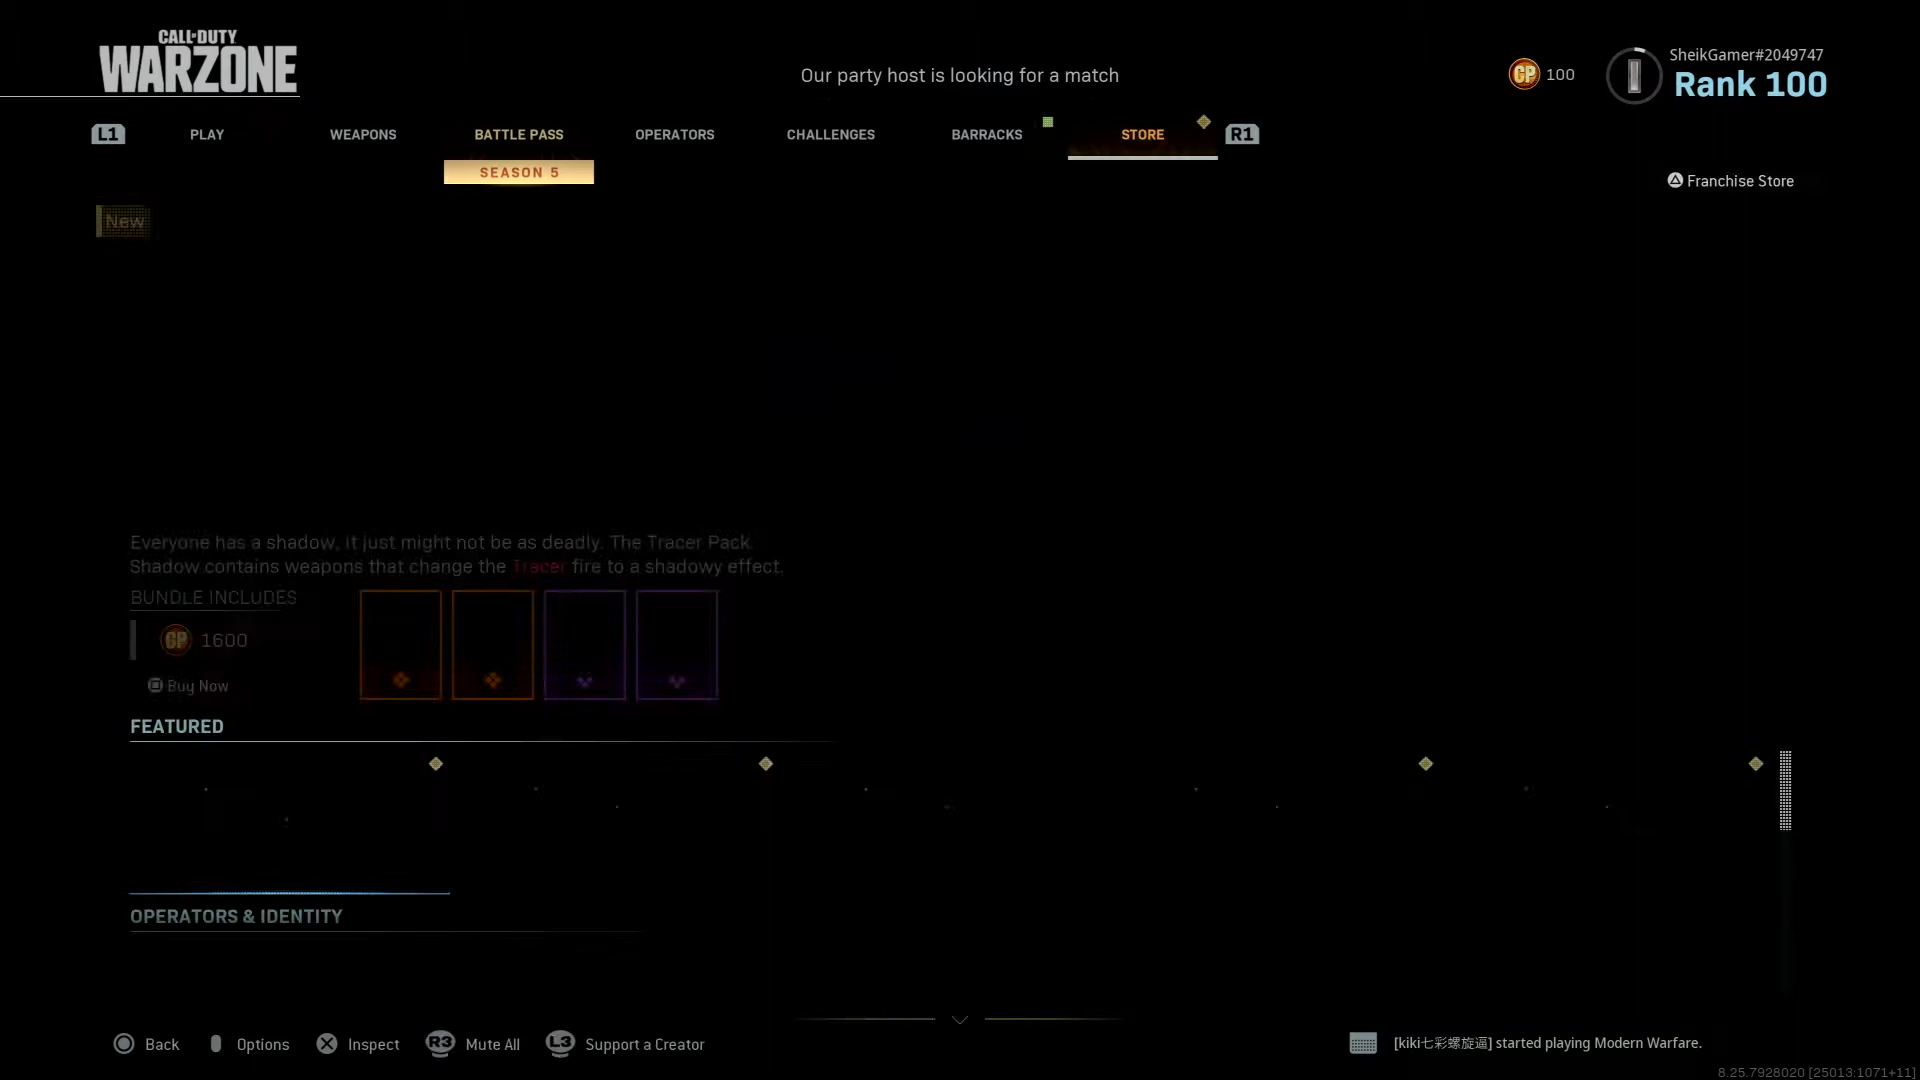 CALL OF DUTY
WARZONE
Our party host is looking for a match
CP 100
SheikGamer#2049747
Rank 100
L1 PLAY WEAPONS BATTLE PASS OPERATORS CHALLENGES BARRACKS STORE R1
SEASON 5
Franchise Store
New
Everyone has a shadow, it just might not be as deadly. The Tracer Pack
Shadow contains weapons that change the Tracer fire to a shadowy effect.
BUNDLE INCLUDES
CP 1600
Buy Now
FEATURED
OPERATORS & IDENTITY
Back Options Inspect R3 Mute All L3 Support a Creator
[kiki七彩螺旋逼] started playing Modern Warfare.
8.25.7928020 [25013:1071+11]